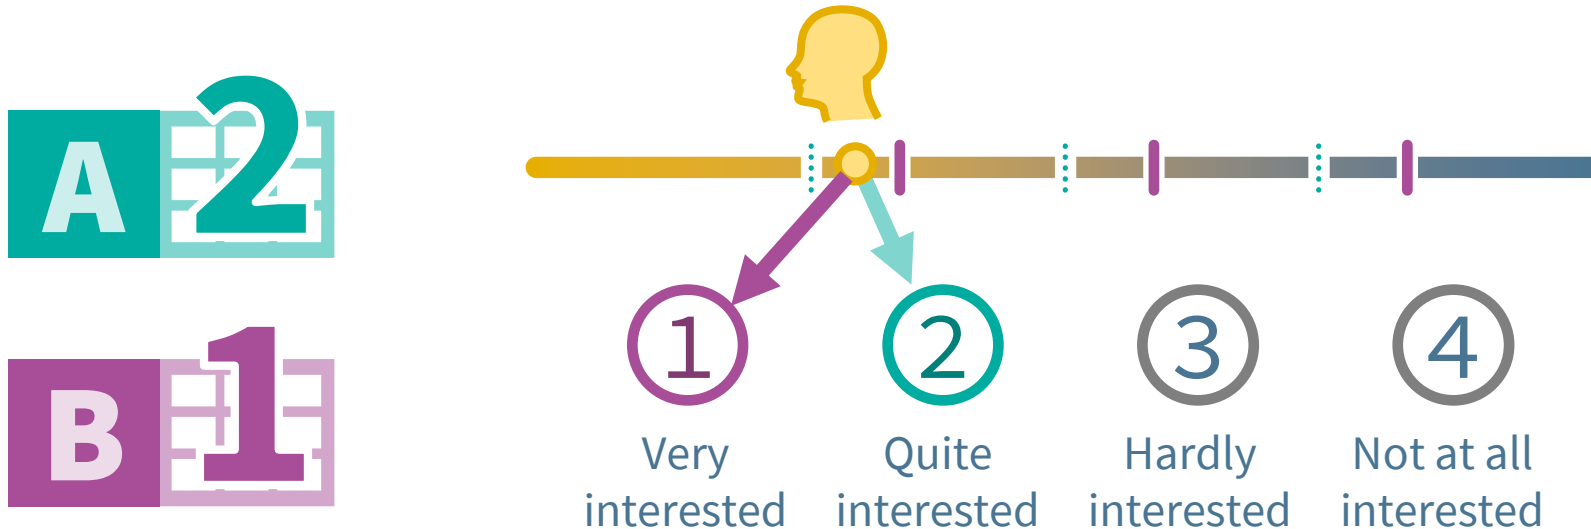 A 2
B 1
1 2 3 4
Very Quite Hardly Not at all
interested interested interested interested